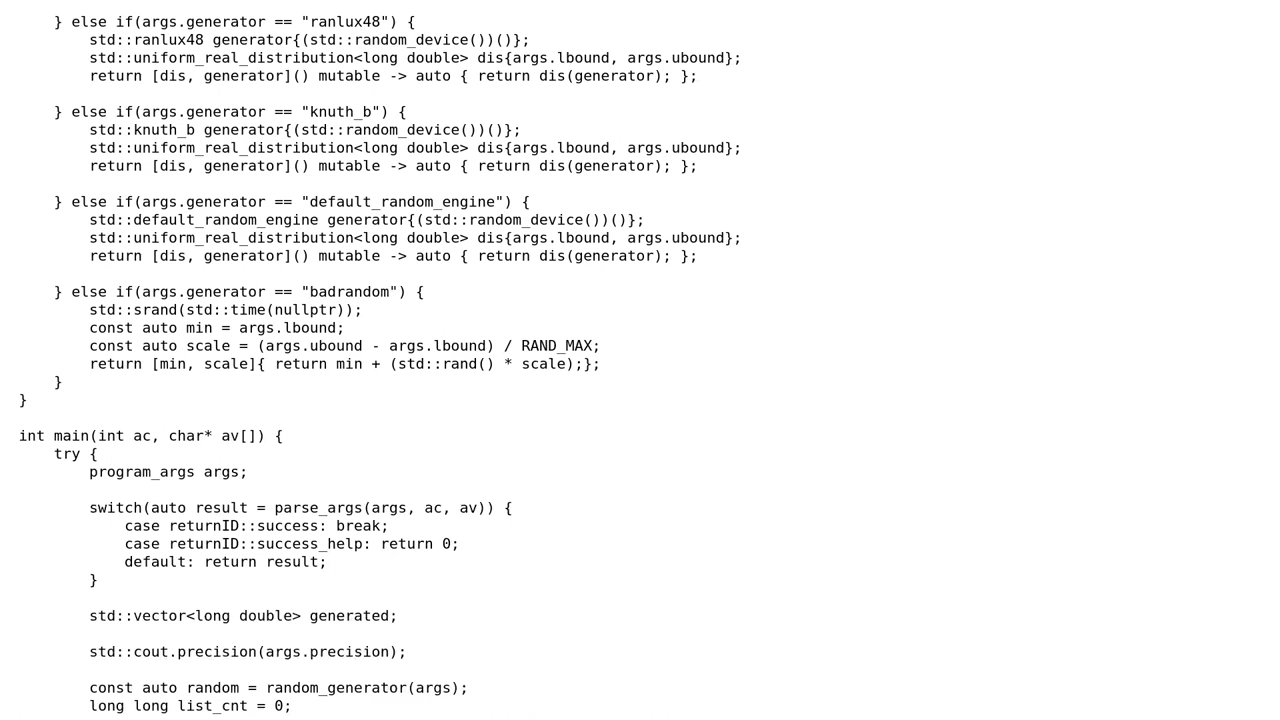 } else if(args.generator == "ranlux48") {
        std::ranlux48 generator{(std::random_device())()};
        std::uniform_real_distribution<long double> dis{args.lbound, args.ubound};
        return [dis, generator]() mutable -> auto { return dis(generator); };

    } else if(args.generator == "knuth_b") {
        std::knuth_b generator{(std::random_device())()};
        std::uniform_real_distribution<long double> dis{args.lbound, args.ubound};
        return [dis, generator]() mutable -> auto { return dis(generator); };

    } else if(args.generator == "default_random_engine") {
        std::default_random_engine generator{(std::random_device())()};
        std::uniform_real_distribution<long double> dis{args.lbound, args.ubound};
        return [dis, generator]() mutable -> auto { return dis(generator); };

    } else if(args.generator == "badrandom") {
        std::srand(std::time(nullptr));
        const auto min = args.lbound;
        const auto scale = (args.ubound - args.lbound) / RAND_MAX;
        return [min, scale]{ return min + (std::rand() * scale);};
    }
}

int main(int ac, char* av[]) {
    try {
        program_args args;

        switch(auto result = parse_args(args, ac, av)) {
            case returnID::success: break;
            case returnID::success_help: return 0;
            default: return result;
        }

        std::vector<long double> generated;

        std::cout.precision(args.precision);

        const auto random = random_generator(args);
        long long list_cnt = 0;